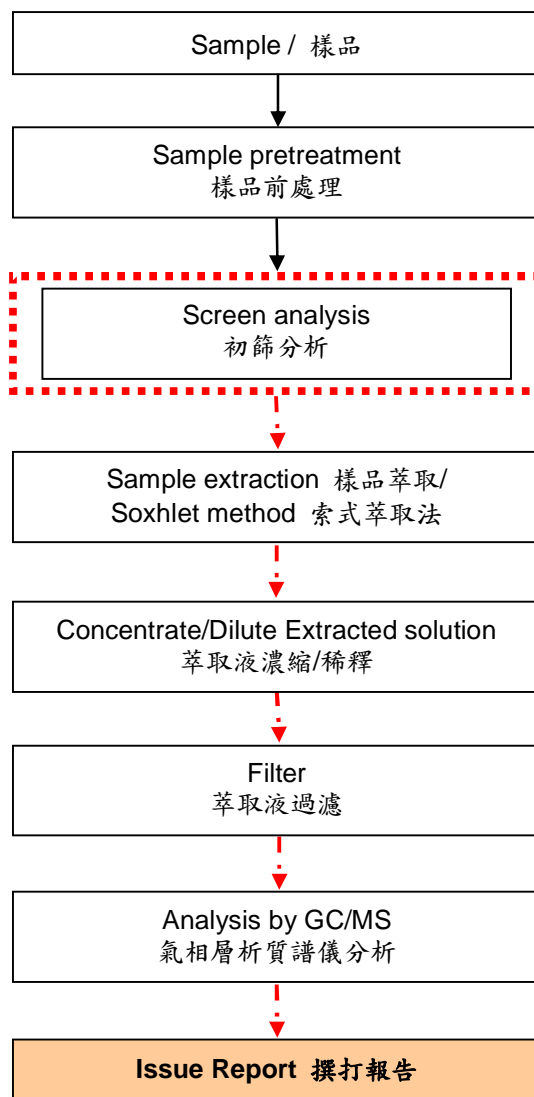 Sample / 樣品
Sample pretreatment
樣品前處理
Screen analysis
初篩分析
Sample extraction 樣品萃取/
Soxhlet method 索式萃取法
Concentrate/Dilute Extracted solution
萃取液濃縮/稀釋
Filter
萃取液過濾
Analysis by GC/MS
氣相層析質譜儀分析
Issue Report 撰打報告